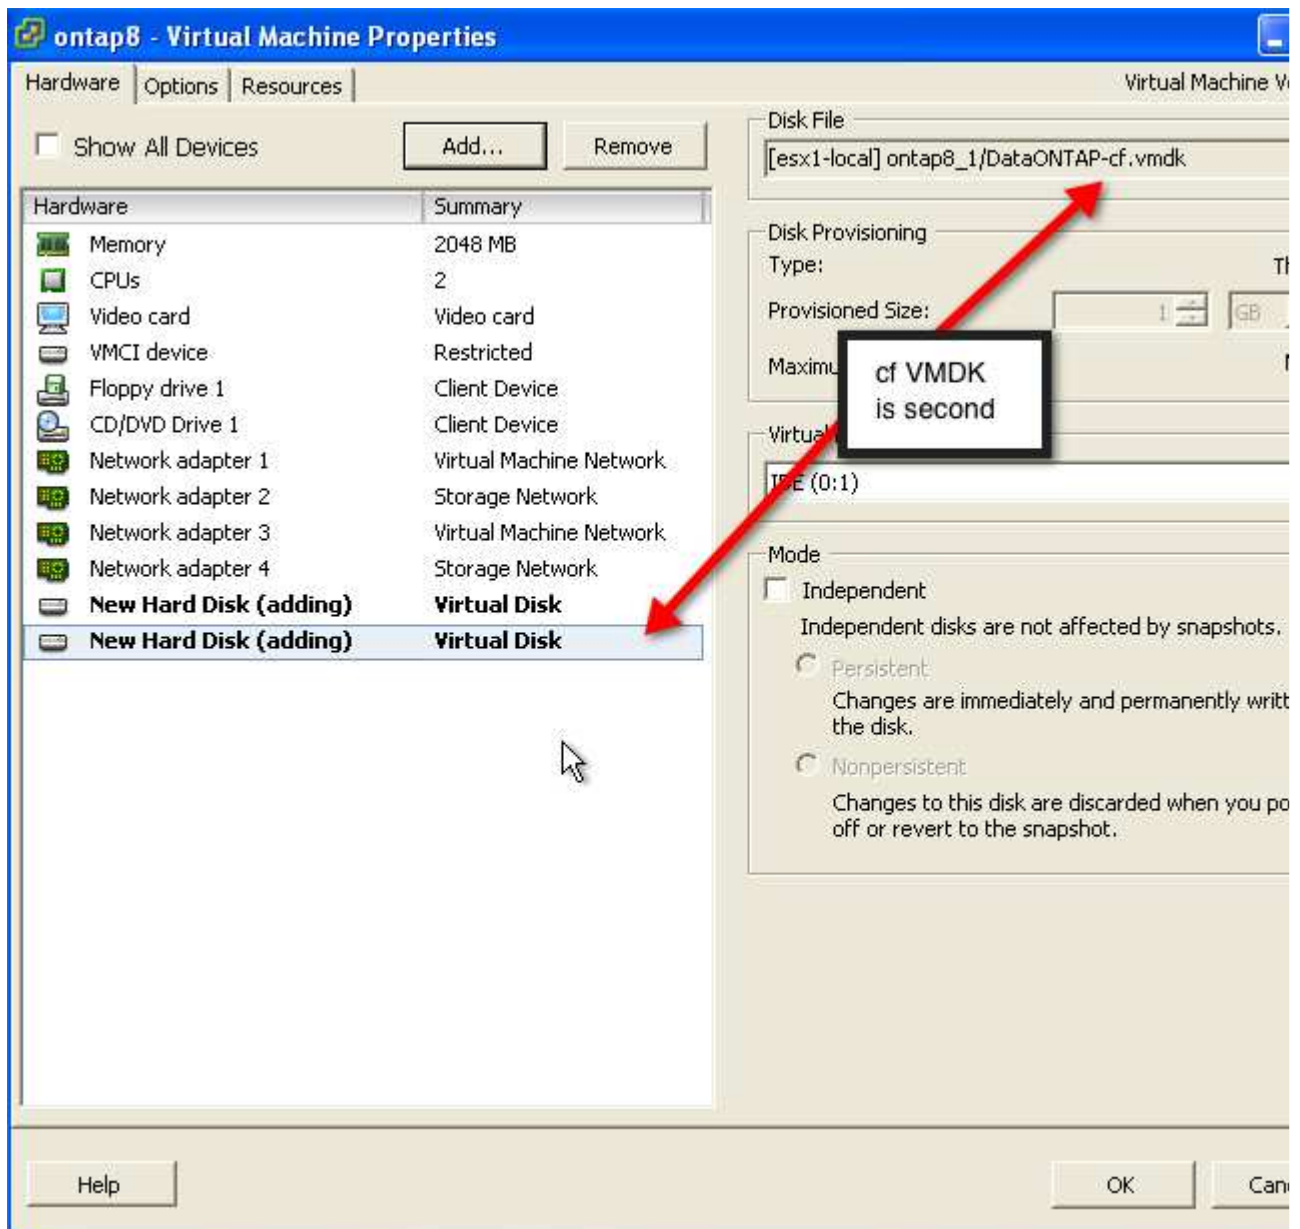 ontap8 - Virtual Machine Properties
Hardware Options Resources
Virtual Machine
Show All Devices Add... Remove
Hardware Summary
Memory 2048 MB
CPUs 2
Video card Video card
VMCI device Restricted
Floppy drive 1 Client Device
CD/DVD Drive 1 Client Device
Network adapter 1 Virtual Machine Network
Network adapter 2 Storage Network
Network adapter 3 Virtual Machine Network
Network adapter 4 Storage Network
New Hard Disk (adding) Virtual Disk
New Hard Disk (adding) Virtual Disk
Disk File
[esx1-local] ontap8_1/DataONTAP-cf.vmdk
Disk Provisioning
Type:
Provisioned Size: 1 GB
cf VMDK
is second
Virtual
(0:1)
Mode
Independent
Independent disks are not affected by snapshots.
Persistent
Changes are immediately and permanently
the disk.
Nonpersistent
Changes to this disk are discarded when you
off or revert to the snapshot.
Help OK